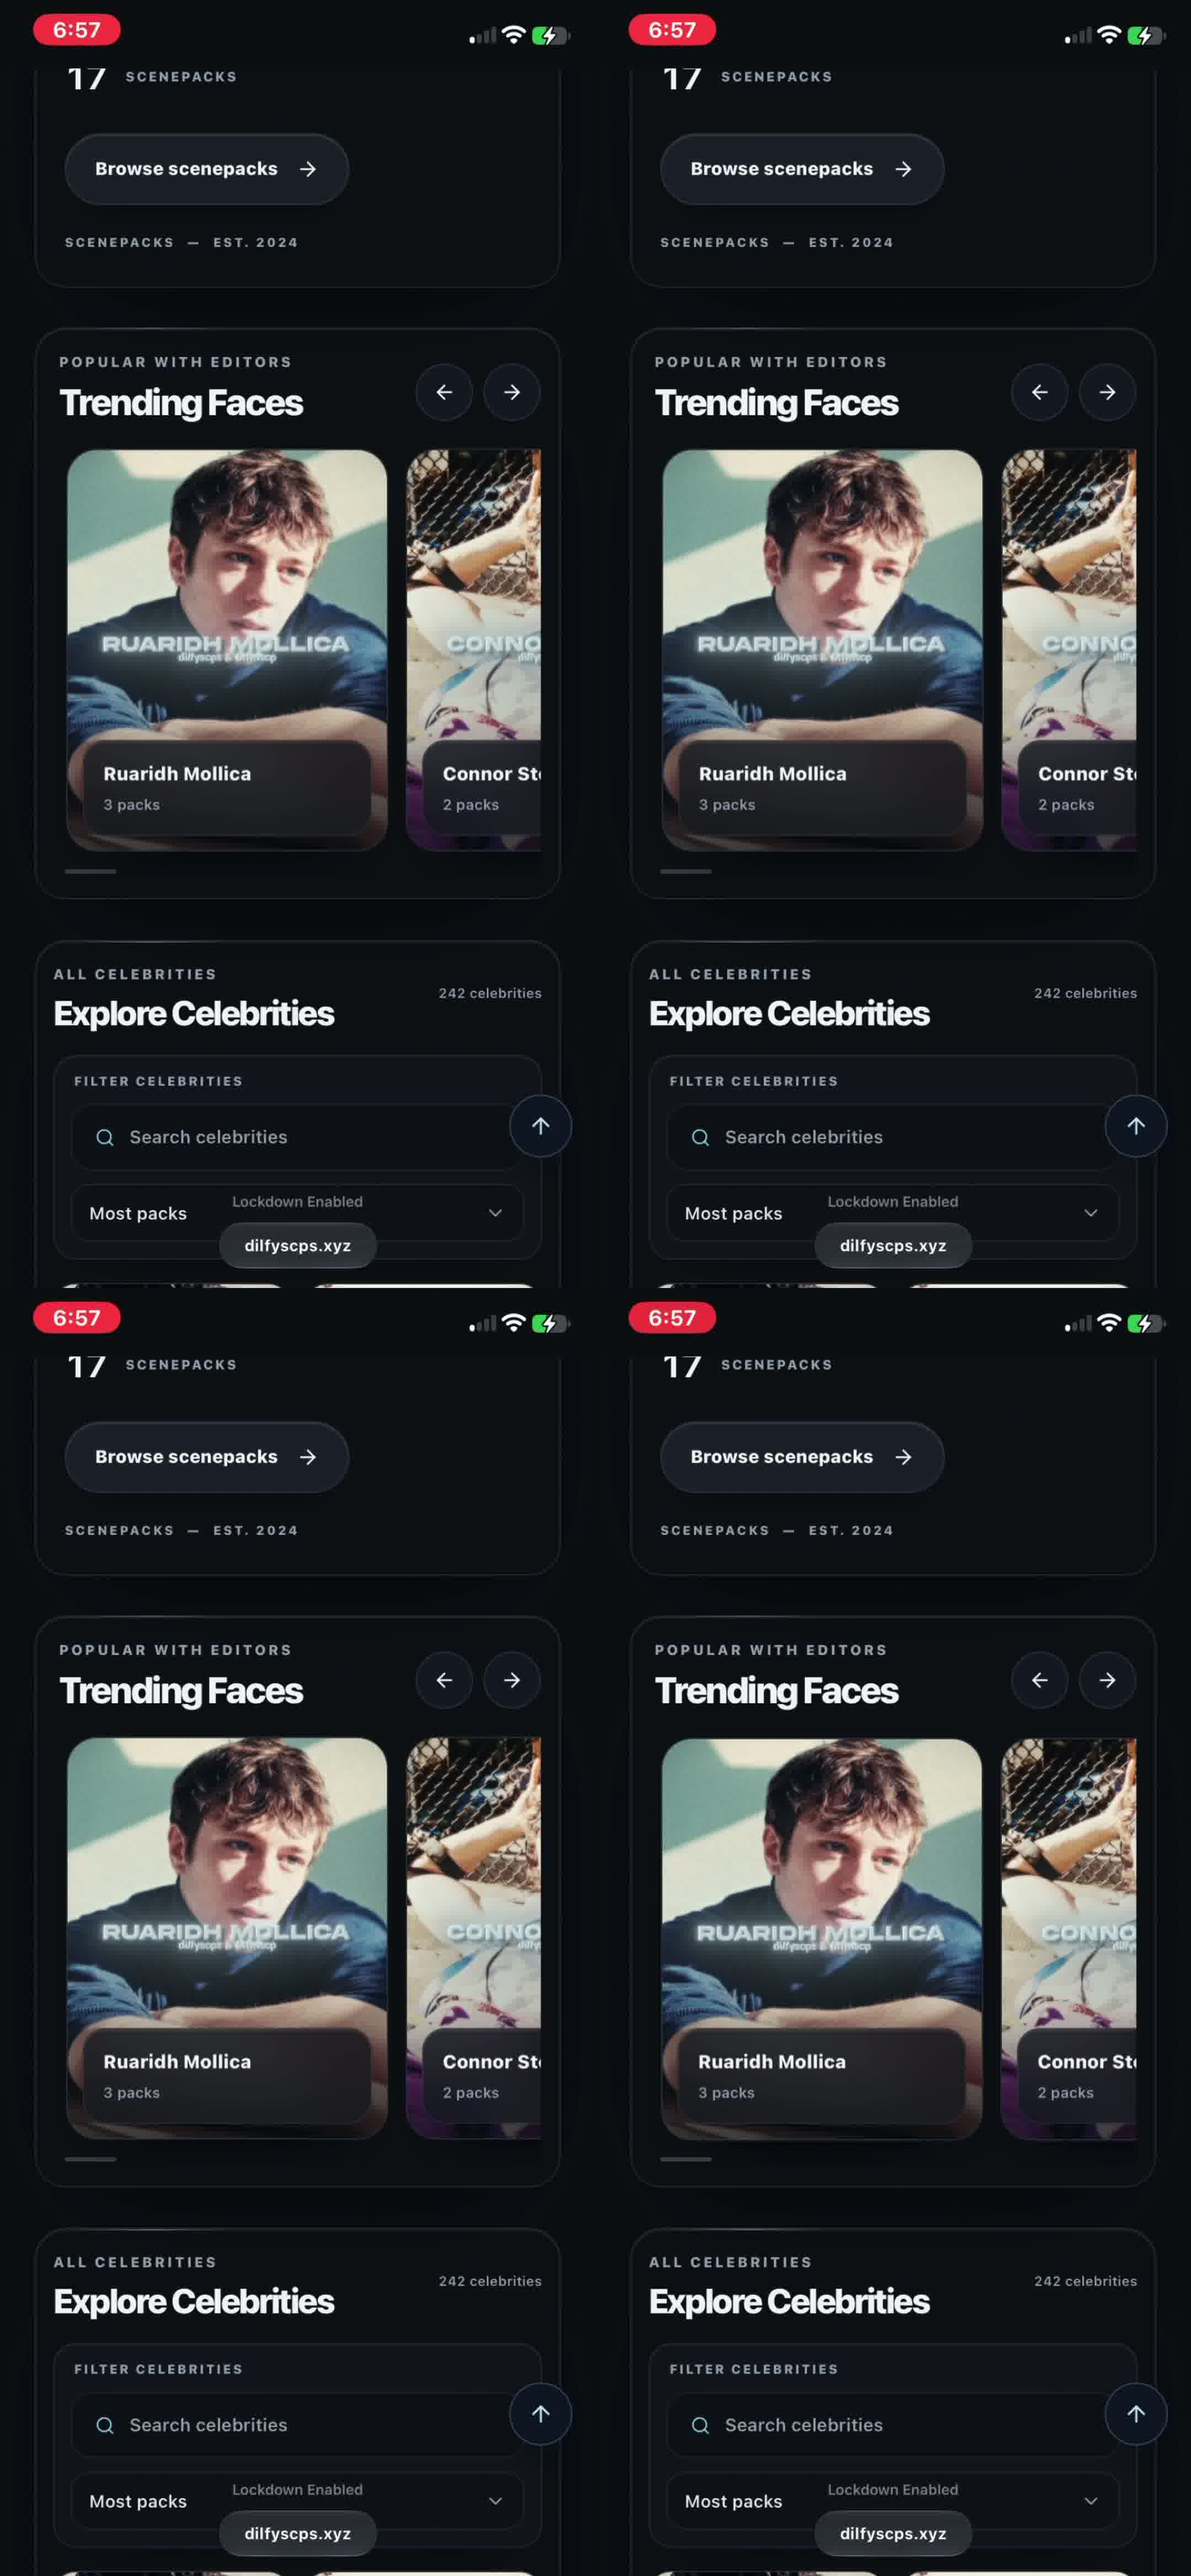 6:57
17 SCENEPACKS
Browse scenepacks →
SCENEPACKS — EST. 2024
POPULAR WITH EDITORS
Trending Faces
RUARIDH MOLLICA
CONNO
dilfyscps &
Ruaridh Mollica
3 packs
Connor St
2 packs
ALL CELEBRITIES
Explore Celebrities
242 celebrities
FILTER CELEBRITIES
Search celebrities
Most packs
Lockdown Enabled
dilfyscps.xyz
6:57
17 SCENEPACKS
Browse scenepacks →
SCENEPACKS — EST. 2024
POPULAR WITH EDITORS
Trending Faces
RUARIDH MOLLICA
CONNO
dilfyscps &
Ruaridh Mollica
3 packs
Connor St
2 packs
ALL CELEBRITIES
Explore Celebrities
242 celebrities
FILTER CELEBRITIES
Search celebrities
Most packs
Lockdown Enabled
dilfyscps.xyz
6:57
17 SCENEPACKS
Browse scenepacks →
SCENEPACKS — EST. 2024
POPULAR WITH EDITORS
Trending Faces
RUARIDH MOLLICA
CONNO
dilfyscps &
Ruaridh Mollica
3 packs
Connor St
2 packs
ALL CELEBRITIES
Explore Celebrities
242 celebrities
FILTER CELEBRITIES
Search celebrities
Most packs
Lockdown Enabled
dilfyscps.xyz
6:57
17 SCENEPACKS
Browse scenepacks →
SCENEPACKS — EST. 2024
POPULAR WITH EDITORS
Trending Faces
RUARIDH MOLLICA
CONNO
dilfyscps &
Ruaridh Mollica
3 packs
Connor St
2 packs
ALL CELEBRITIES
Explore Celebrities
242 celebrities
FILTER CELEBRITIES
Search celebrities
Most packs
Lockdown Enabled
dilfyscps.xyz